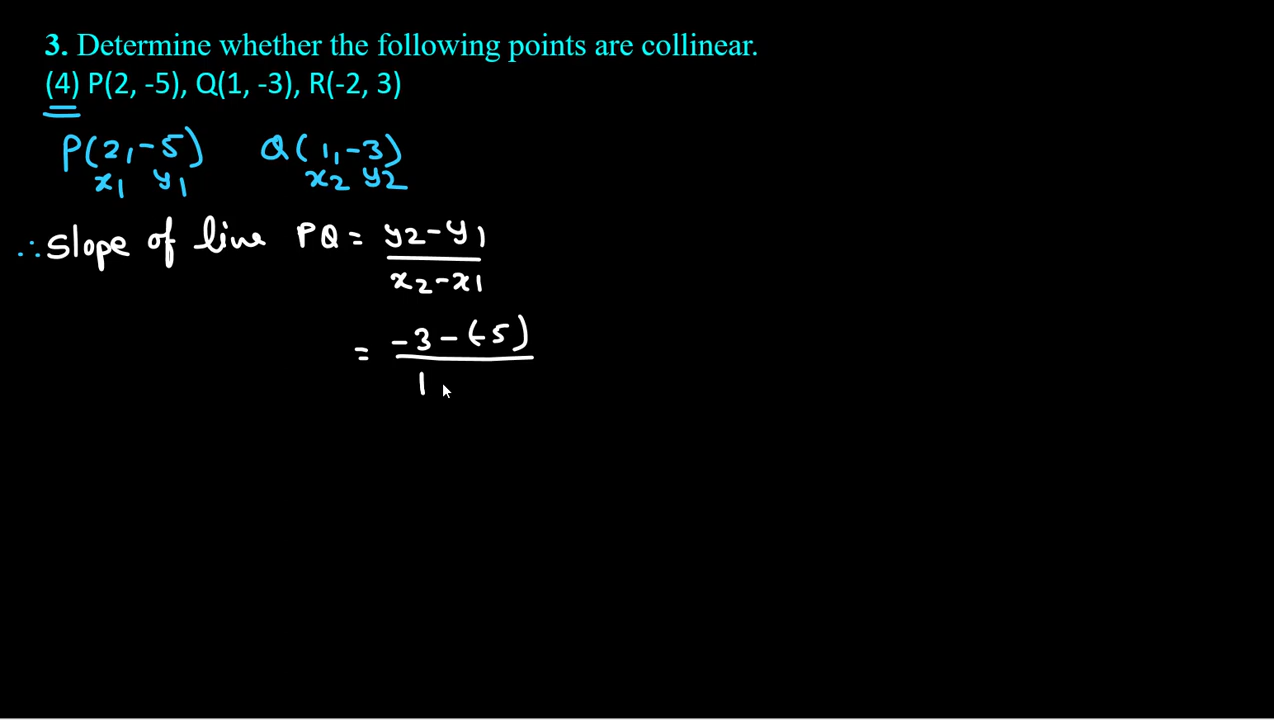 3. Determine whether the following points are collinear.
(4) P(2, -5), Q(1, -3), R(-2, 3)
P(2, -5) Q(1, -3)
x1 y1 x2 y2
∴ Slope of line PQ = y2-y1
x2-x1
= -3-(-5)
1